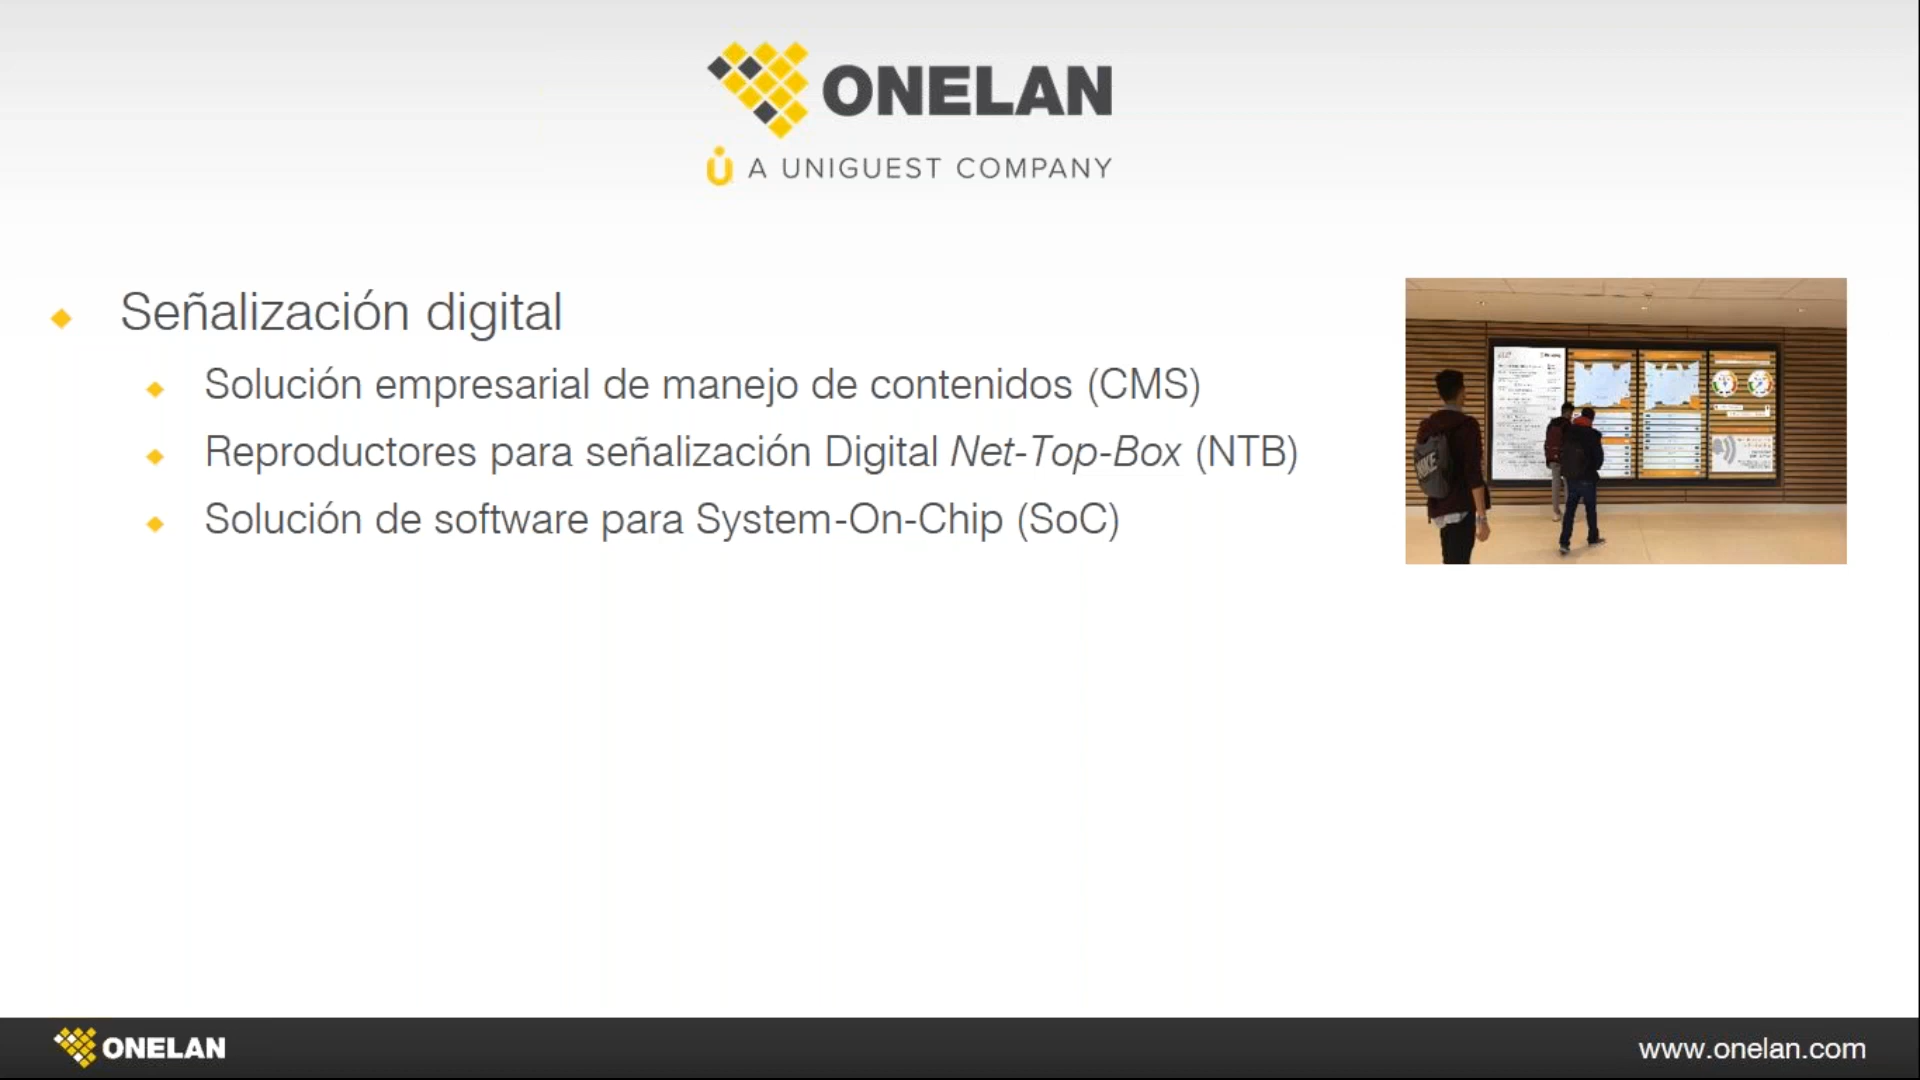 ONELAN
A UNIGUEST COMPANY
Señalización digital
Solución empresarial de manejo de contenidos (CMS)
Reproductores para señalización Digital Net-Top-Box (NTB)
Solución de software para System-On-Chip (SoC)
NIKE
ONELAN
www.onelan.com